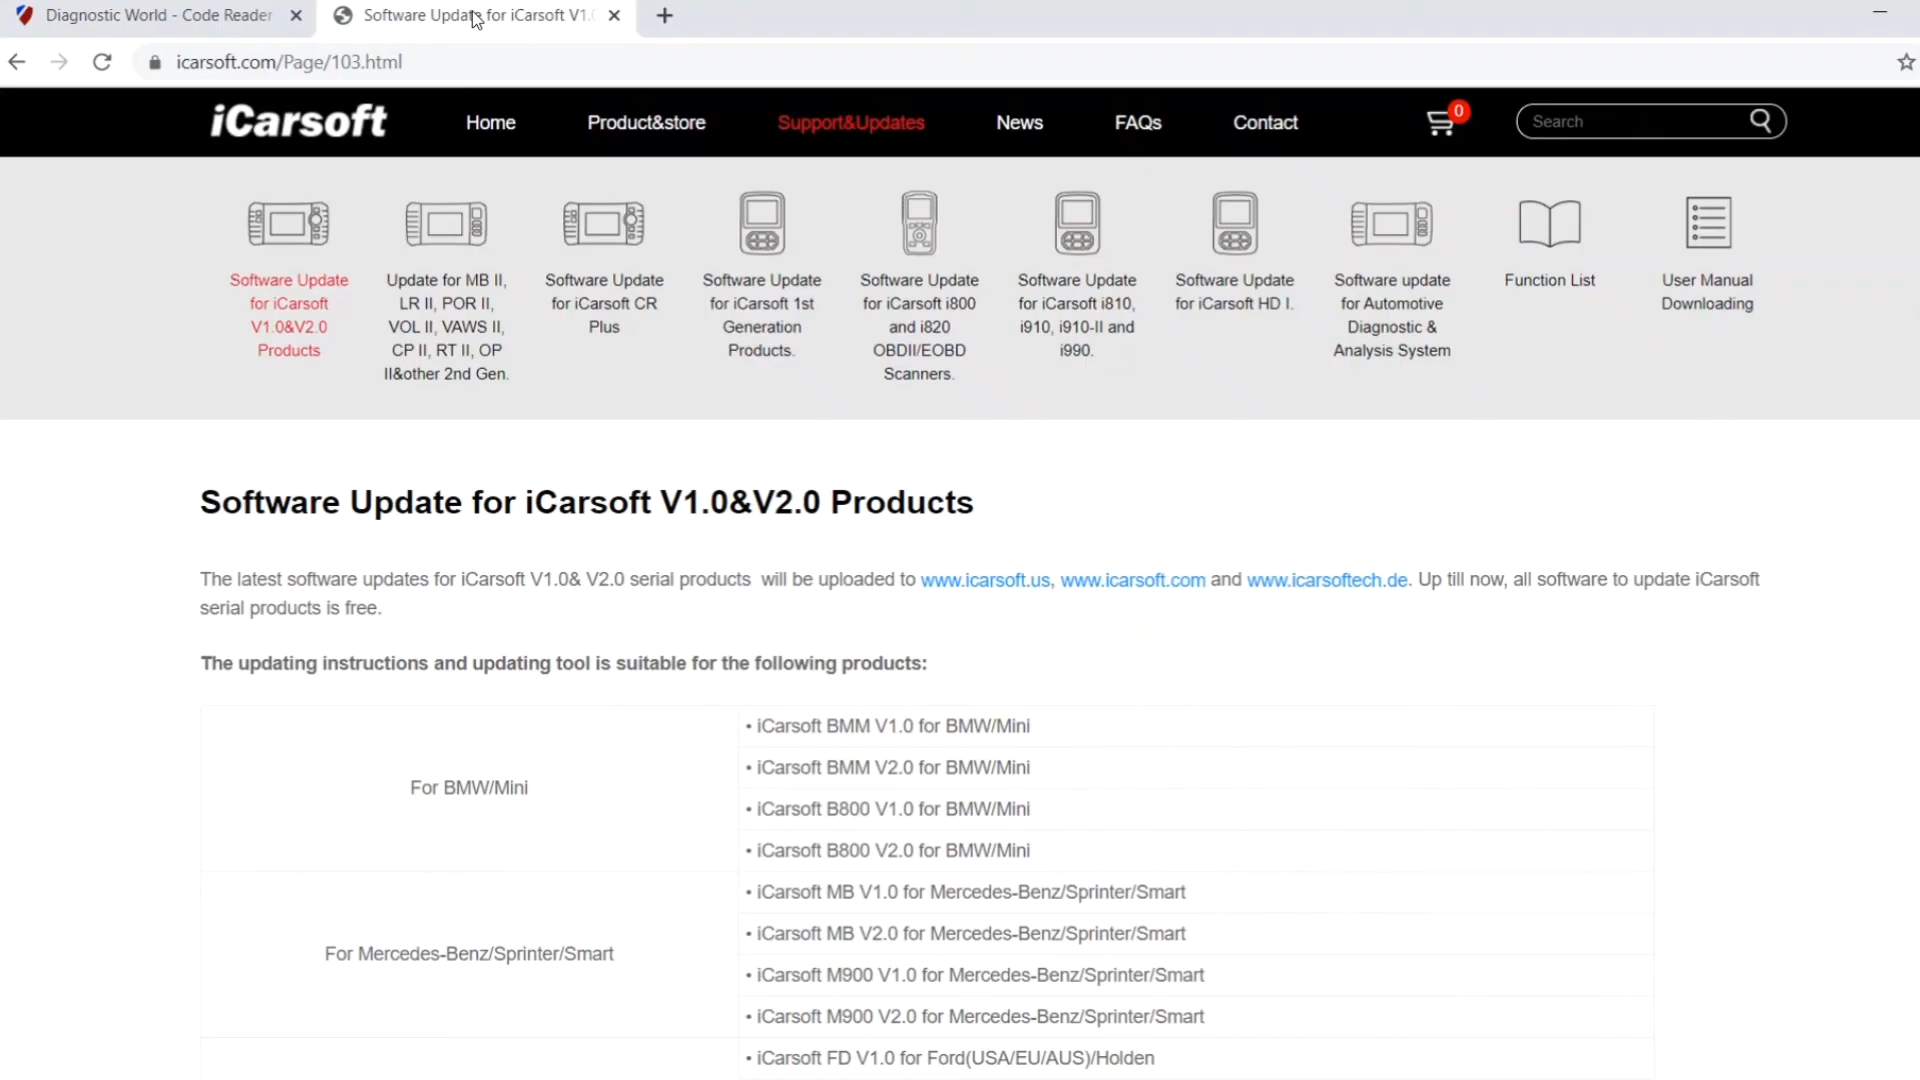 Diagnostic World - Code Reader
Software Update for iCarsoft V1.
icarsoft.com/Page/103.html
iCarsoft
Home
Product&store
Support&Updates
News
FAQs
Contact
0
Search
Software Update
for iCarsoft
V1.0&V2.0
Products
Update for MB II,
LR II, POR II,
VOL II, VAWS II,
CP II, RT II, OP
II&other 2nd Gen.
Software Update
for iCarsoft CR
Plus
Software Update
for iCarsoft 1st
Generation
Products.
Software Update
for iCarsoft i800
and i820
OBDII/EOBD
Scanners.
Software Update
for iCarsoft i810,
i910, i910-II and
i990.
Software Update
for iCarsoft HD I.
Software update
for Automotive
Diagnostic &
Analysis System
Function List
User Manual
Downloading
Software Update for iCarsoft V1.0&V2.0 Products
The latest software updates for iCarsoft V1.0& V2.0 serial products will be uploaded to www.icarsoft.us, www.icarsoft.com and www.icarsoftech.de. Up till now, all software to update iCarsoft
serial products is free.
The updating instructions and updating tool is suitable for the following products:
For BMW/Mini
• iCarsoft BMM V1.0 for BMW/Mini
• iCarsoft BMM V2.0 for BMW/Mini
• iCarsoft B800 V1.0 for BMW/Mini
• iCarsoft B800 V2.0 for BMW/Mini
For Mercedes-Benz/Sprinter/Smart
• iCarsoft MB V1.0 for Mercedes-Benz/Sprinter/Smart
• iCarsoft MB V2.0 for Mercedes-Benz/Sprinter/Smart
• iCarsoft M900 V1.0 for Mercedes-Benz/Sprinter/Smart
• iCarsoft M900 V2.0 for Mercedes-Benz/Sprinter/Smart
• iCarsoft FD V1.0 for Ford(USA/EU/AUS)/Holden